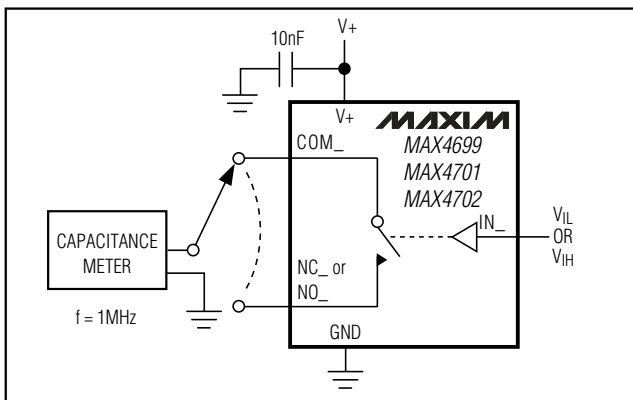 V+
10nF
V+
MAXIM
COM_
MAX4699
MAX4701
MAX4702
IN_
VIL
OR
VIH
CAPACITANCE
METER
NC_ or
NO_
f = 1MHz
GND